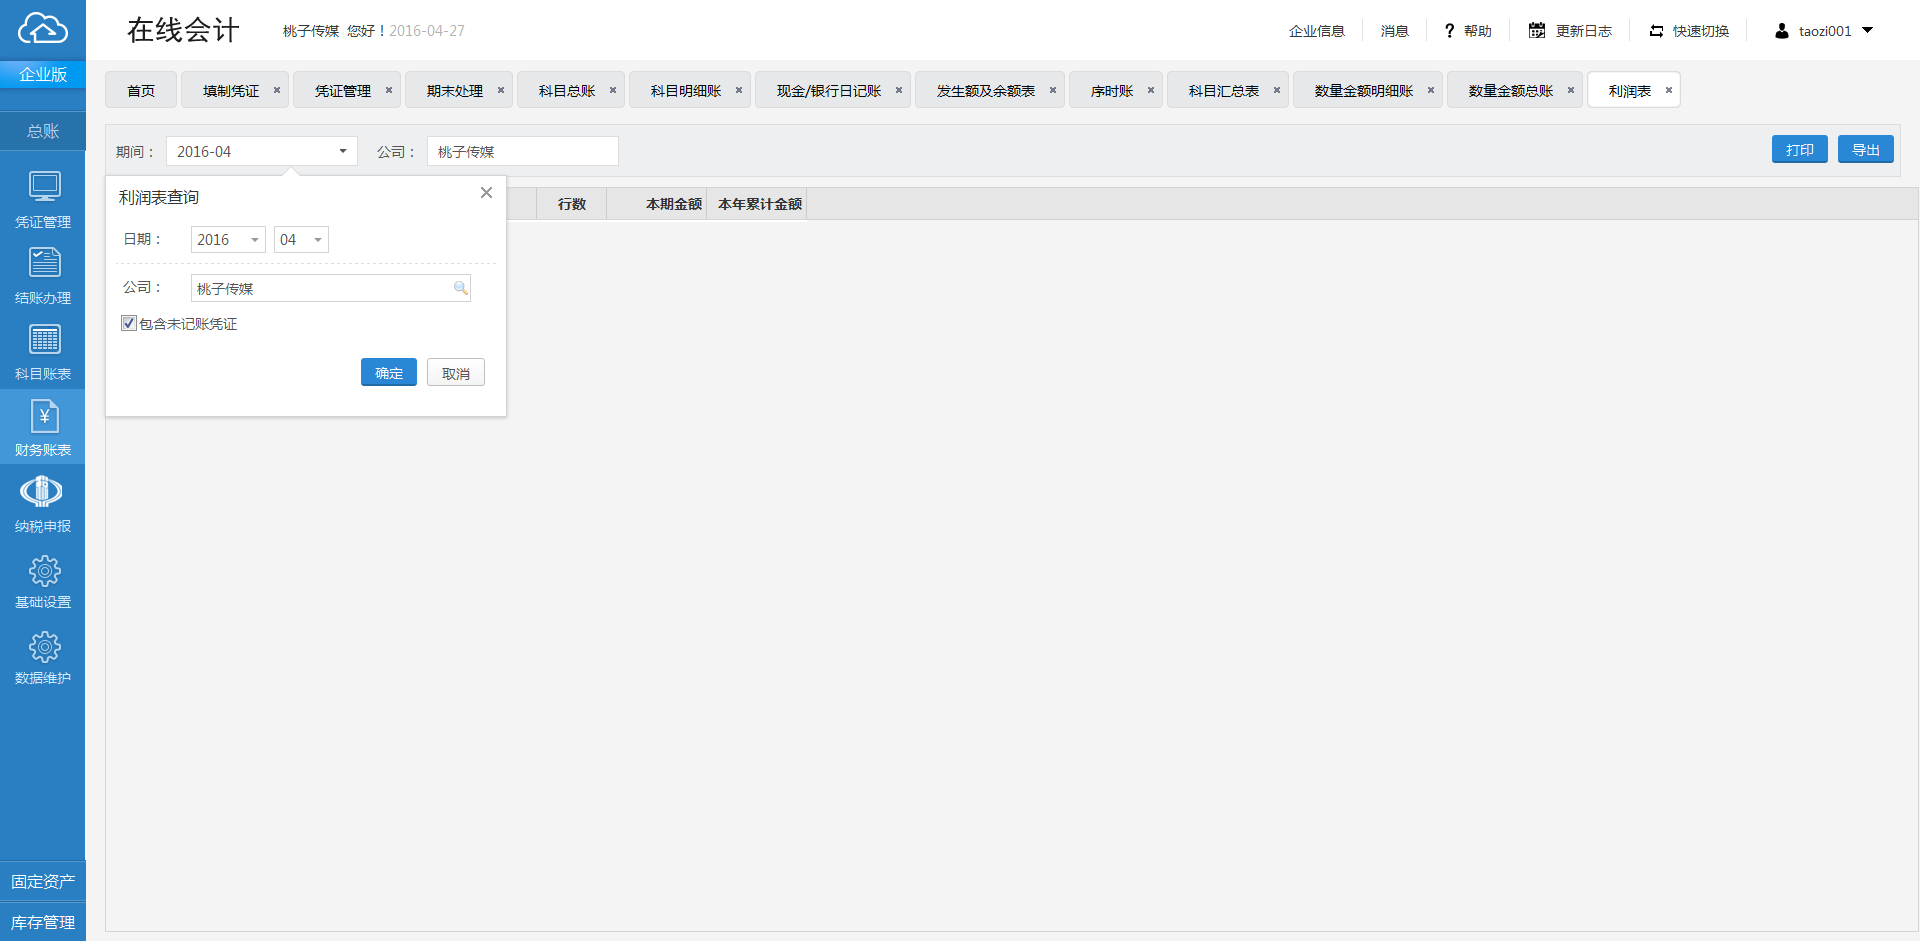 在线会计 桃子传媒 您好！2016-04-27 企业信息 消息 ? 帮助 更新日志 快速切换 taozi001
企业版
首页 填制凭证 × 凭证管理 × 期末处理 × 科目总账 × 科目明细账 × 现金/银行日记账 × 发生额及余额表 × 序时账 × 科目汇总表 × 数量金额明细账 × 数量金额总账 × 利润表 ×
总账
期间： 2016-04 公司： 桃子传媒 打印 导出
利润表查询 ×
行数 本期金额 本年累计金额
日期： 2016 04
公司： 桃子传媒
包含未记账凭证
确定 取消
凭证管理
结账办理
科目账表
¥
财务账表
纳税申报
基础设置
数据维护
固定资产
库存管理